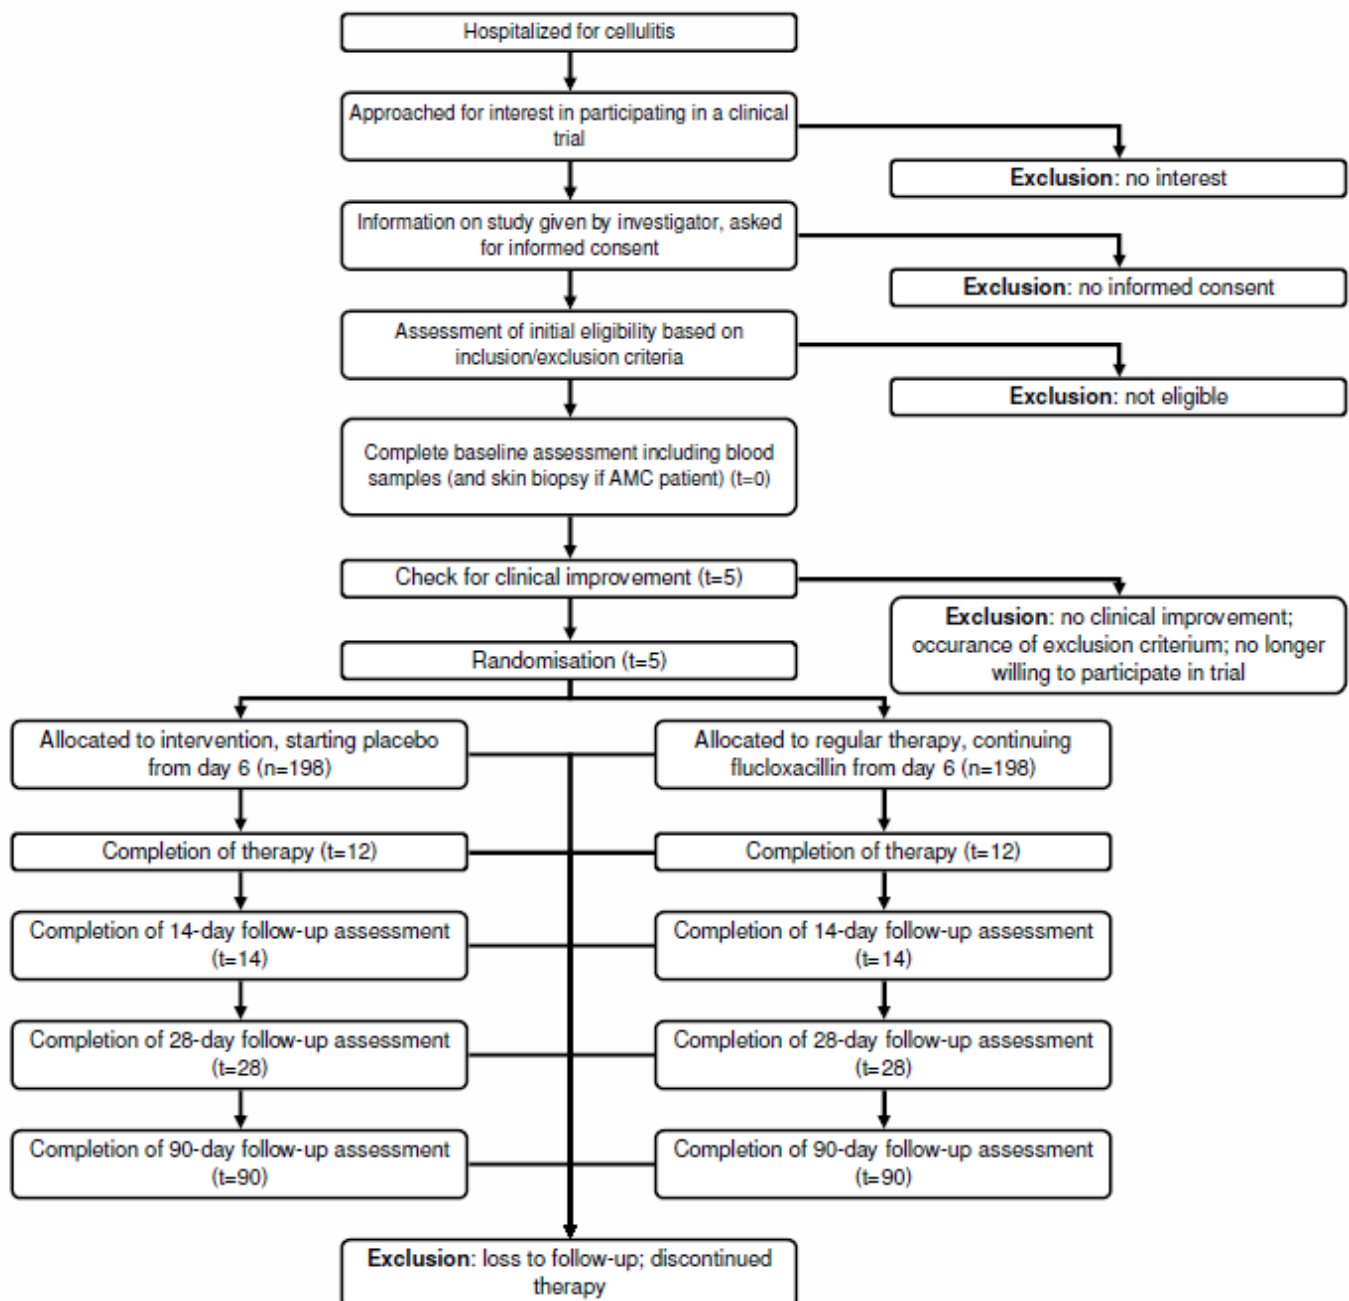 Hospitalized for cellulitis
Approached for interest in participating in a clinical
trial
Exclusion: no interest
Information on study given by investigator, asked
for informed consent
Exclusion: no informed consent
Assessment of initial eligibility based on
inclusion/exclusion criteria
Exclusion: not eligible
Complete baseline assessment including blood
samples (and skin biopsy if AMC patient) (t=0)
Check for clinical improvement (t=5)
Exclusion: no clinical improvement;
occurance of exclusion criterium; no longer
willing to participate in trial
Randomisation (t=5)
Allocated to intervention, starting placebo
from day 6 (n=198)
Allocated to regular therapy, continuing
flucloxacillin from day 6 (n=198)
Completion of therapy (t=12)
Completion of therapy (t=12)
Completion of 14-day follow-up assessment
(t=14)
Completion of 14-day follow-up assessment
(t=14)
Completion of 28-day follow-up assessment
(t=28)
Completion of 28-day follow-up assessment
(t=28)
Completion of 90-day follow-up assessment
(t=90)
Completion of 90-day follow-up assessment
(t=90)
Exclusion: loss to follow-up; discontinued
therapy